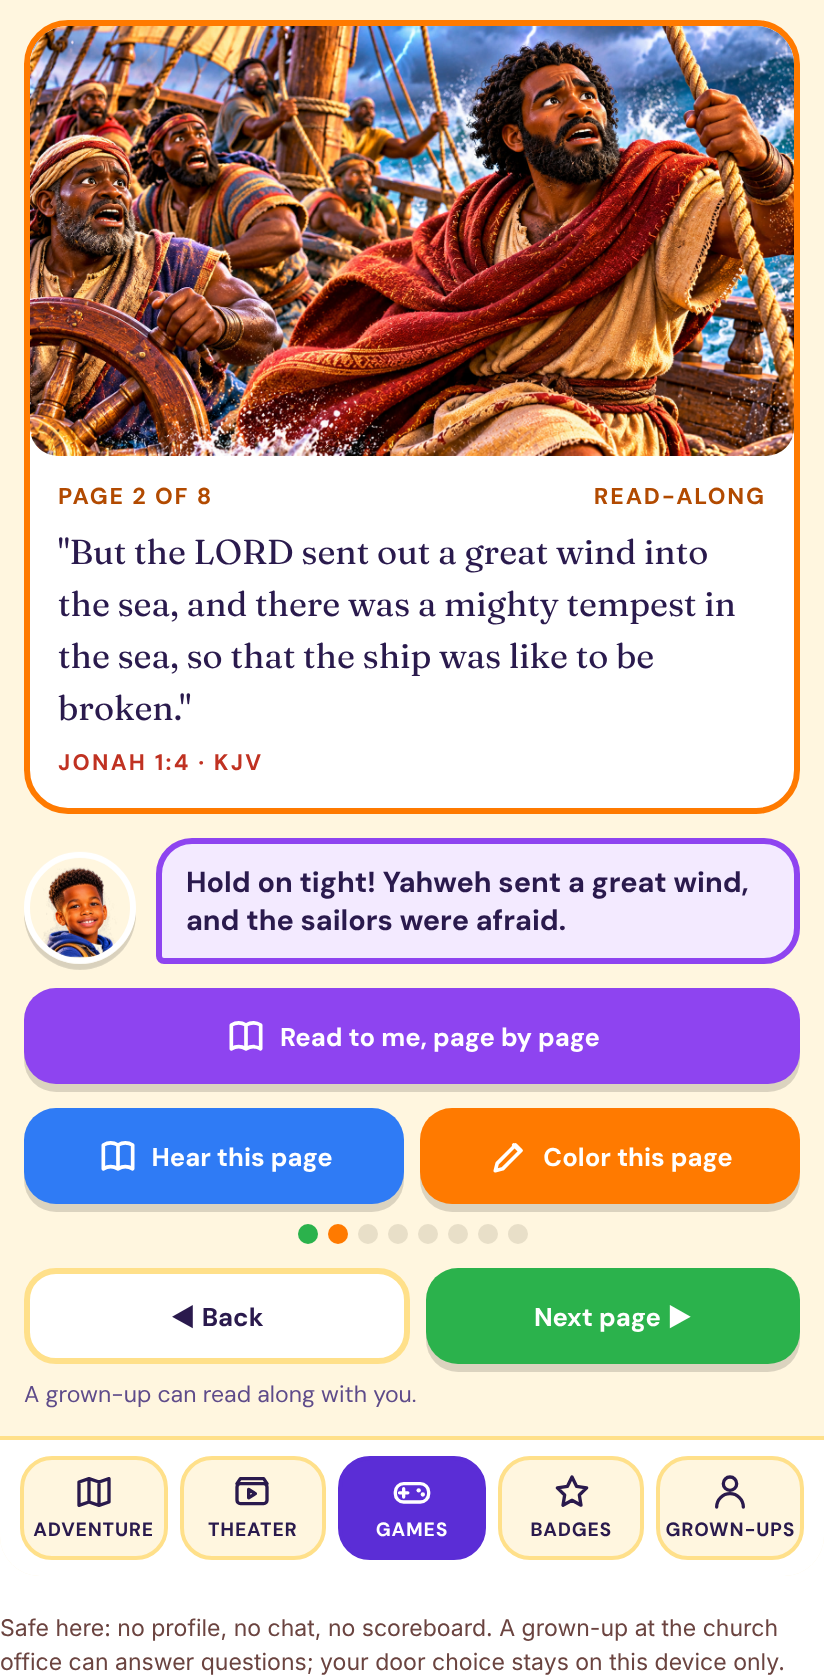 PAGE 2 OF 8
READ-ALONG
"But the LORD sent out a great wind into
the sea, and there was a mighty tempest in
the sea, so that the ship was like to be
broken."
JONAH 1:4 · KJV
Hold on tight! Yahweh sent a great wind,
and the sailors were afraid.
Read to me, page by page
Hear this page
Color this page
◀ Back
Next page ▶
A grown-up can read along with you.
ADVENTURE
THEATER
GAMES
BADGES
GROWN-UPS
Safe here: no profile, no chat, no scoreboard. A grown-up at the church
office can answer questions; your door choice stays on this device only.